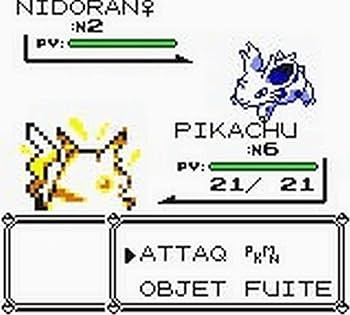 NIDORAN♀
:N2
PV:
PIKACHU
:N6
PV:
21/ 21
▶ATTAQ PKMN
OBJET FUITE